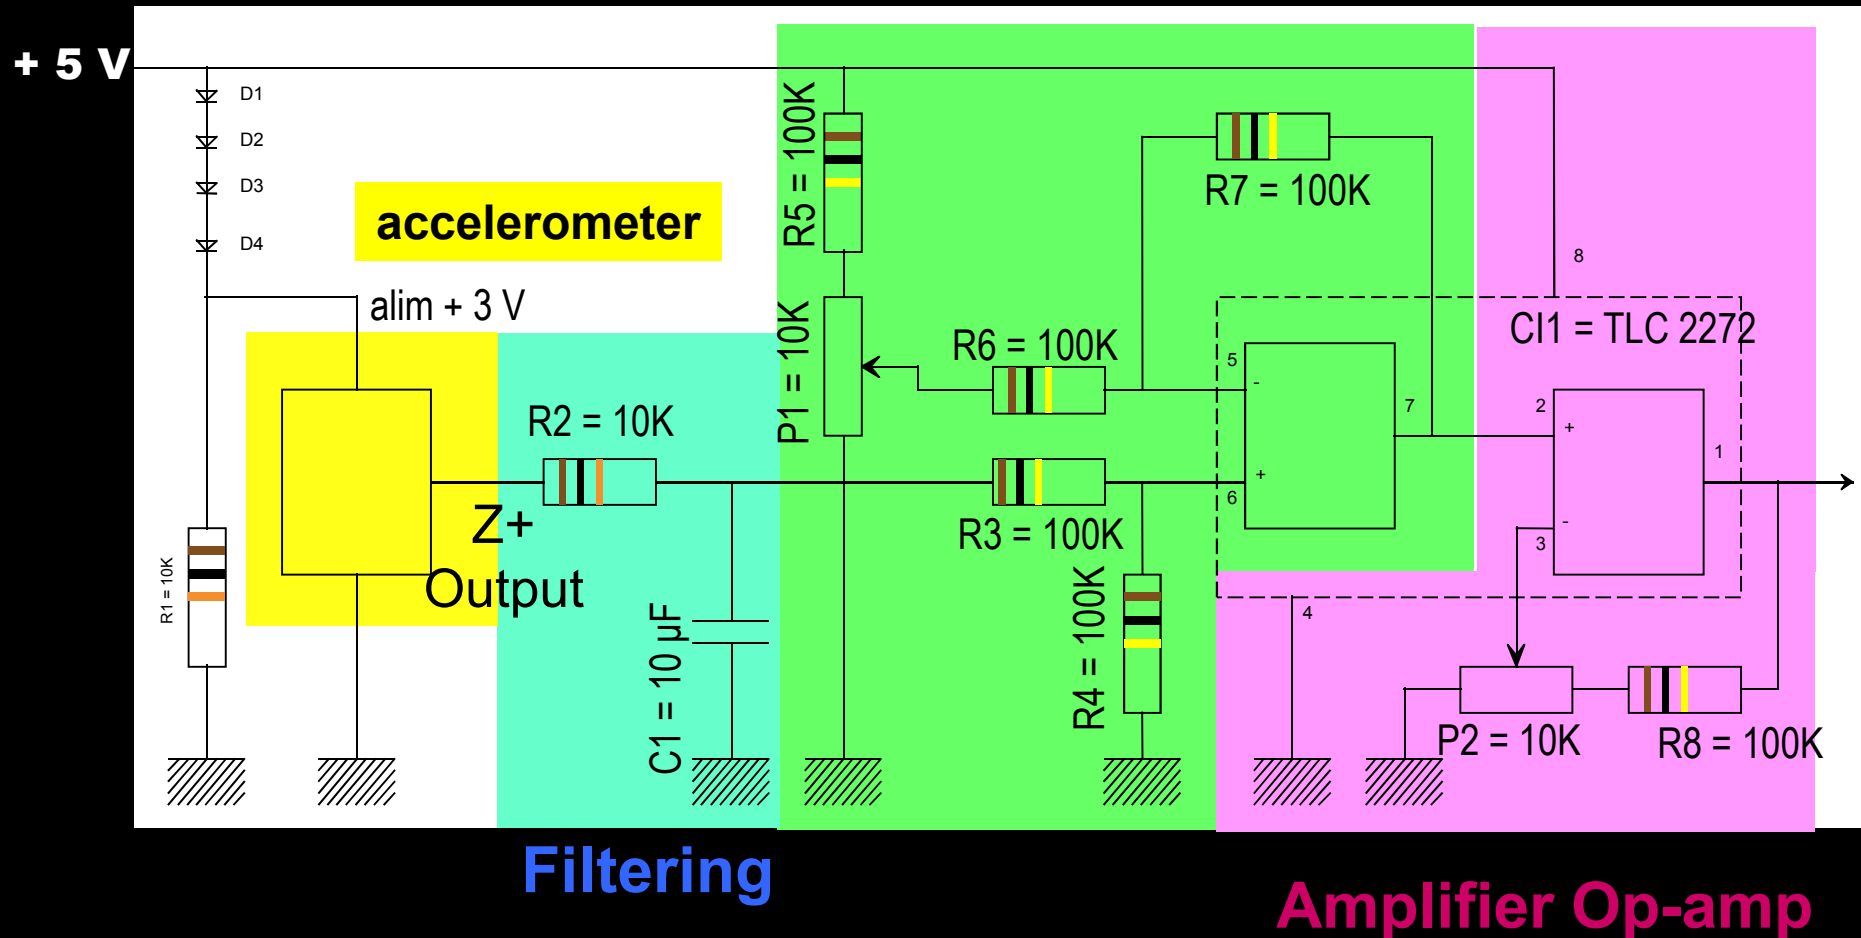 + 5 V
D1
D2
D3
D4
accelerometer
alim + 3 V
R1 = 10K
Z+
Output
R2 = 10K
C1 = 10 µF
R5 = 100K
P1 = 10K
R6 = 100K
R3 = 100K
R4 = 100K
R7 = 100K
5
-
+
6
7
8
CI1 = TLC 2272
2
+
-
3
1
4
P2 = 10K
R8 = 100K
Filtering
Amplifier Op-amp